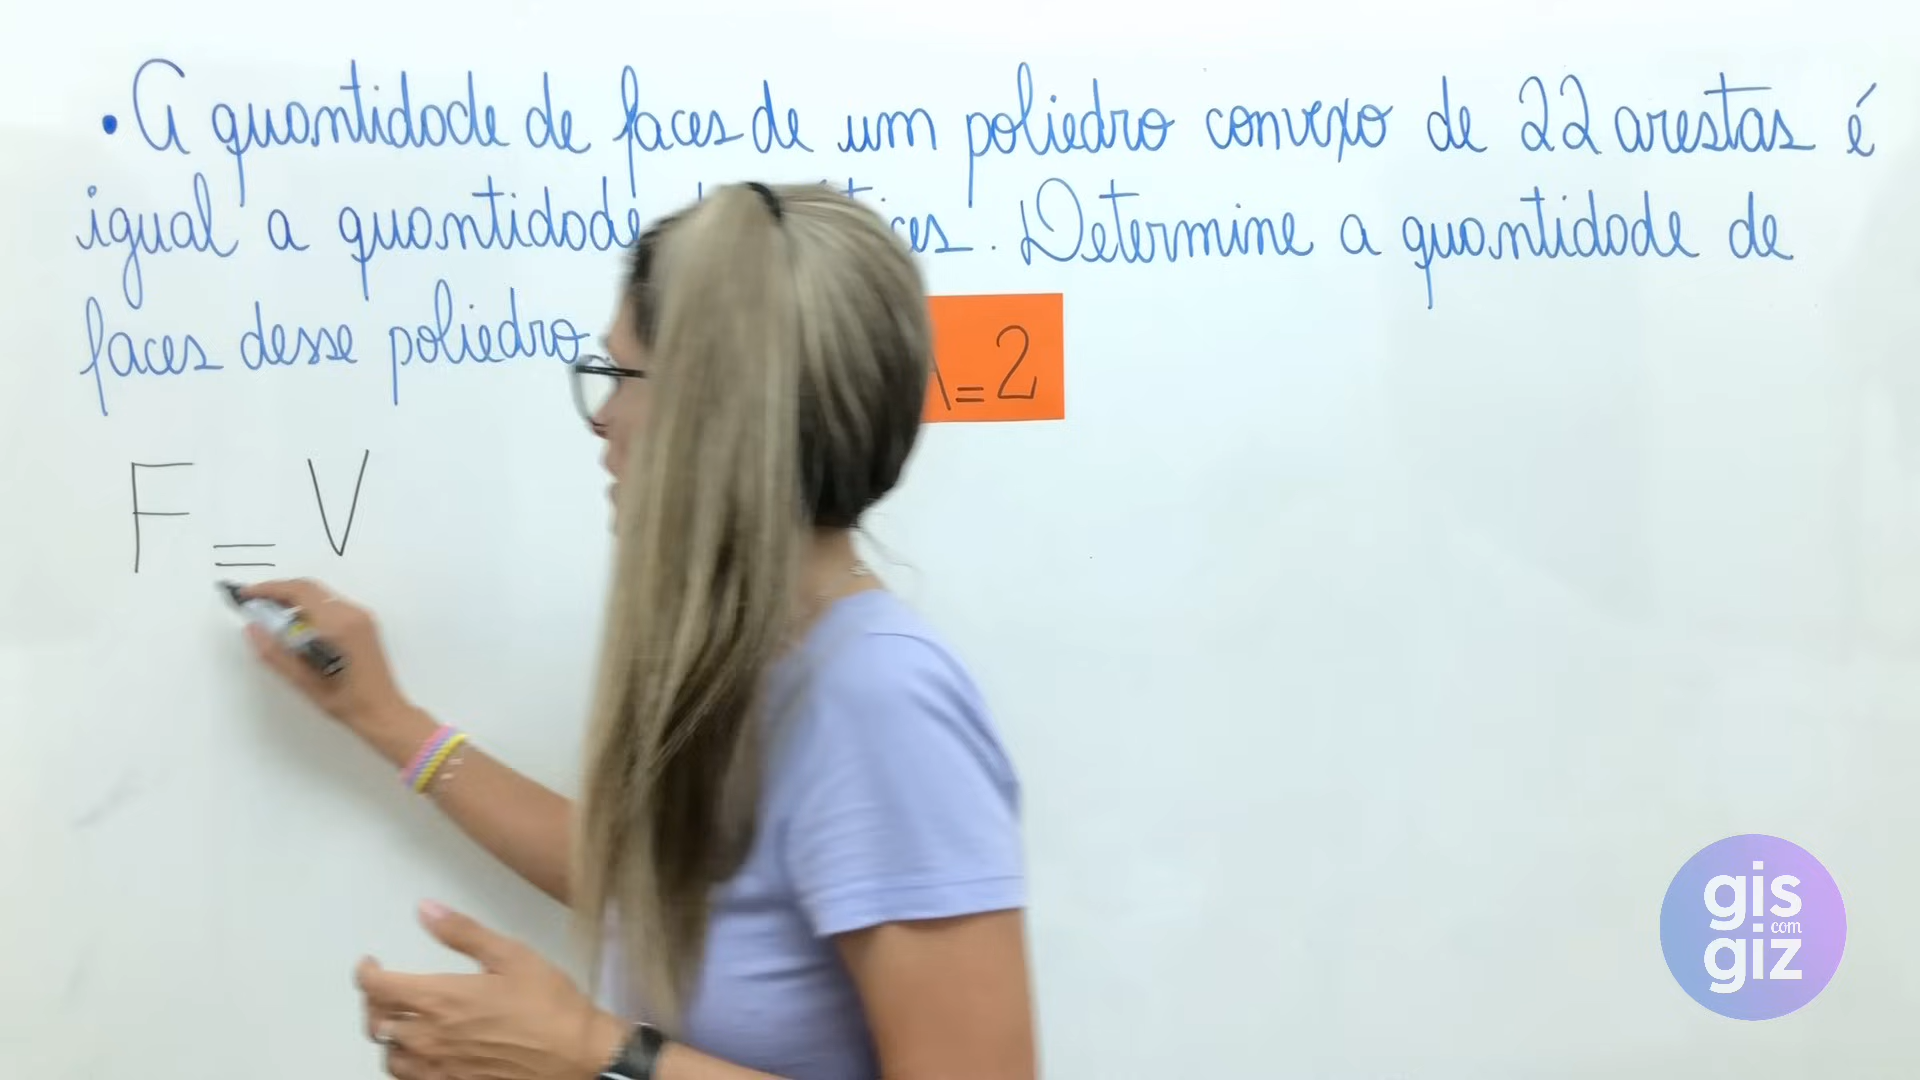 • A quantidade de faces de um poliedro convexo de 22 arestas é
igual a quantidade . Determine a quantidade de
faces desse poliedro
=2
F = V
gis
com
giz